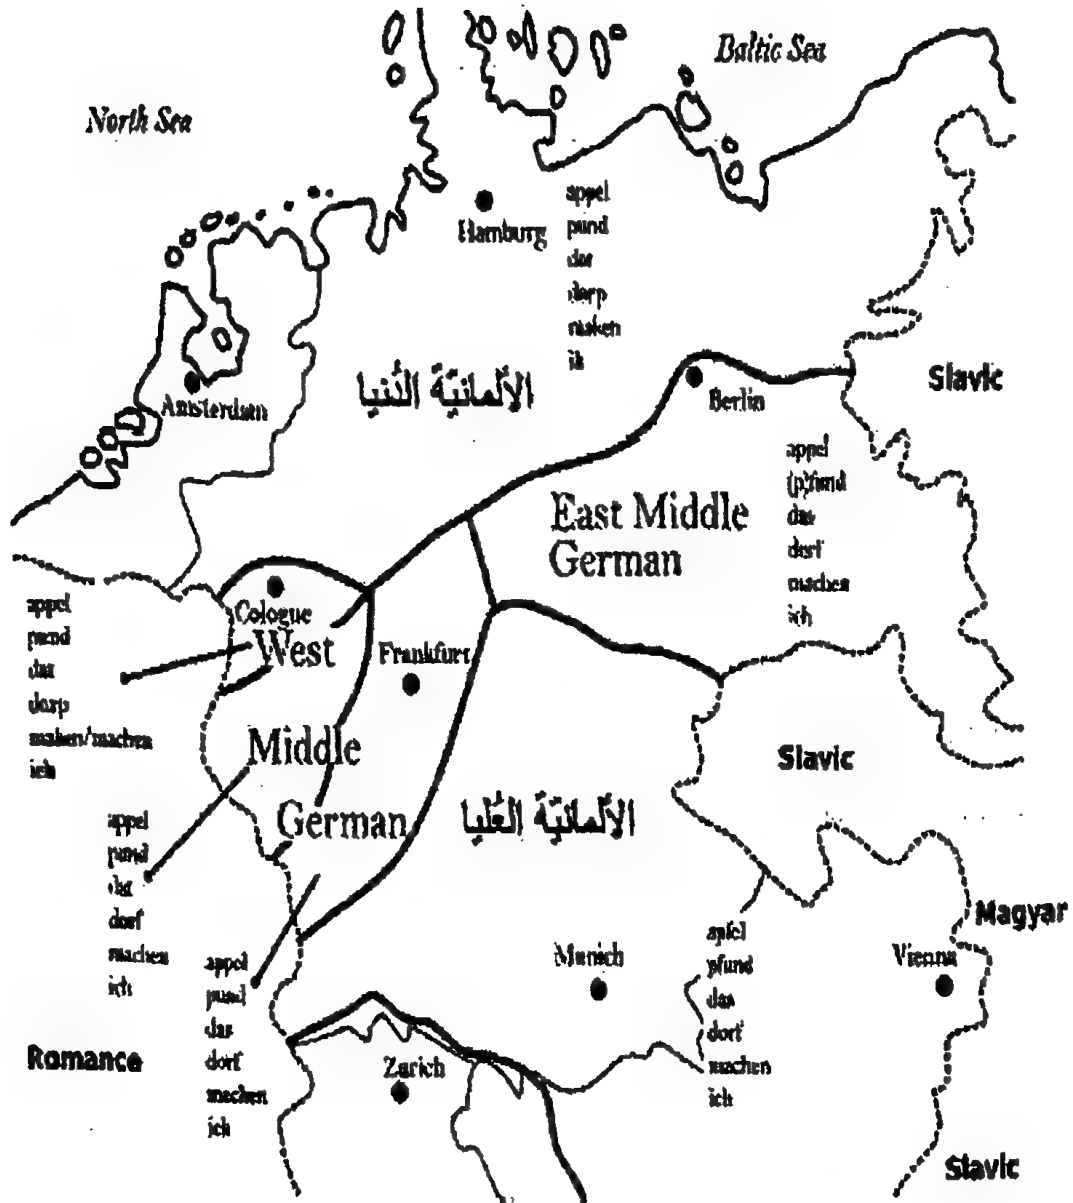 Baltic Sea
North Sea
Hamburg
appel
pund
dat
dorp
maken
ik
الألمانيّة الدُنيا
Amsterdam
Slavic
Berlin
appel
(p)fund
das
dorf
machen
ich
East Middle
German
Cologue
West
Frankfurt
appel
pund
dat
dorp
maken/machen
ich
Middle
German
Slavic
الألمانيّة العُليا
appel
pund
dat
dorf
machen
ich
Magyar
Munich
Vienna
apfel
pfund
das
dorf
machen
ich
appel
pund
das
dorf
machen
ich
Romance
Zurich
Slavic